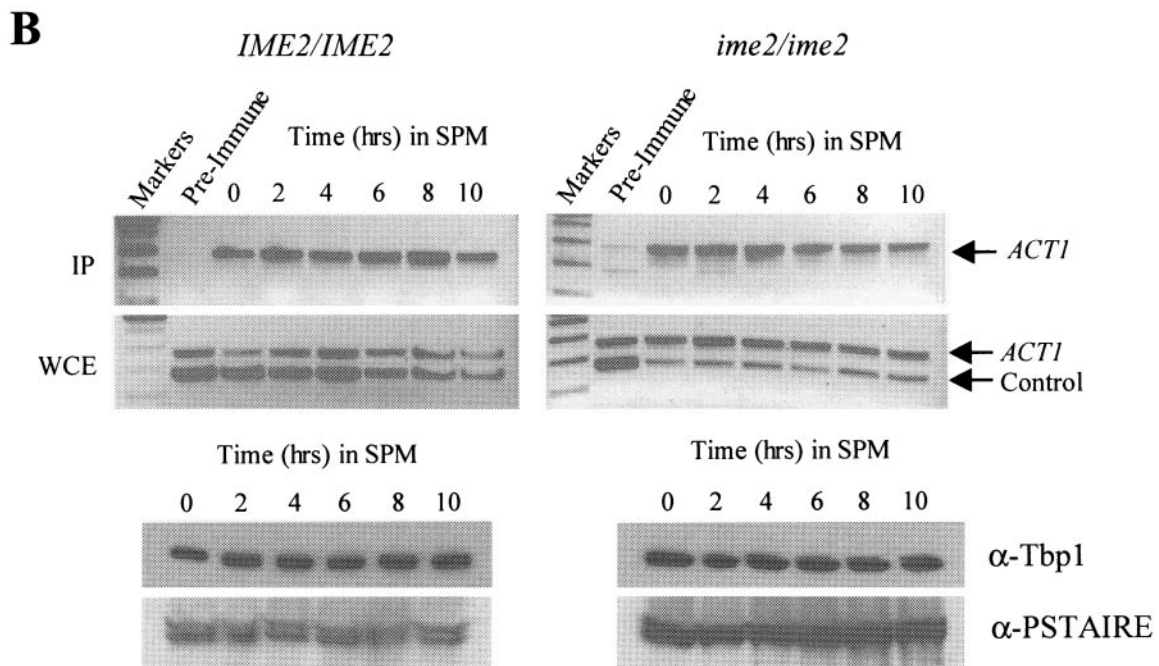 B
IME2/IME2
ime2/ime2
Markers
Pre-Immune
Time (hrs) in SPM
0 2 4 6 8 10
Markers
Pre-Immune
Time (hrs) in SPM
0 2 4 6 8 10
IP
ACT1
WCE
ACT1
Control
Time (hrs) in SPM
0 2 4 6 8 10
Time (hrs) in SPM
0 2 4 6 8 10
α-Tbp1
α-PSTAIRE